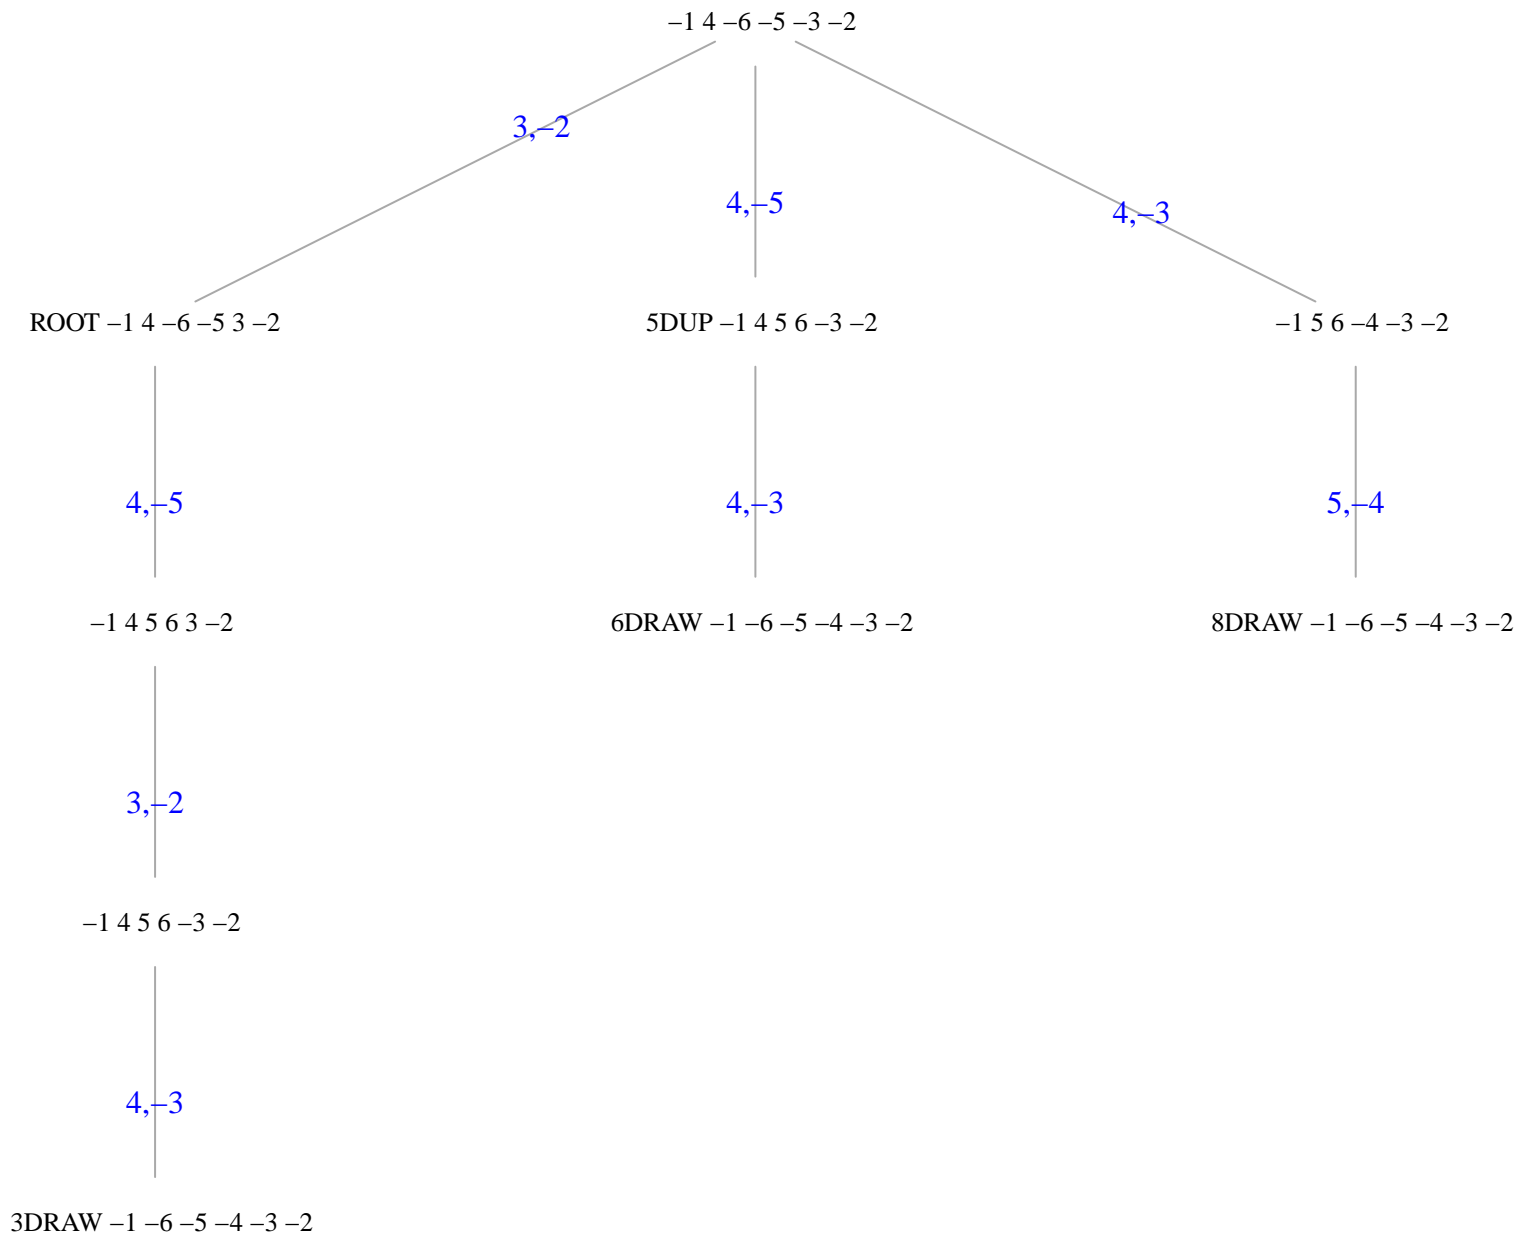 –1 4 –6 –5 –3 –2
3,–2
4,–5
4,–3
ROOT –1 4 –6 –5 3 –2
5DUP –1 4 5 6 –3 –2
–1 5 6 –4 –3 –2
4,–5
4,–3
5,–4
–1 4 5 6 3 –2
6DRAW –1 –6 –5 –4 –3 –2
8DRAW –1 –6 –5 –4 –3 –2
3,–2
–1 4 5 6 –3 –2
4,–3
3DRAW –1 –6 –5 –4 –3 –2